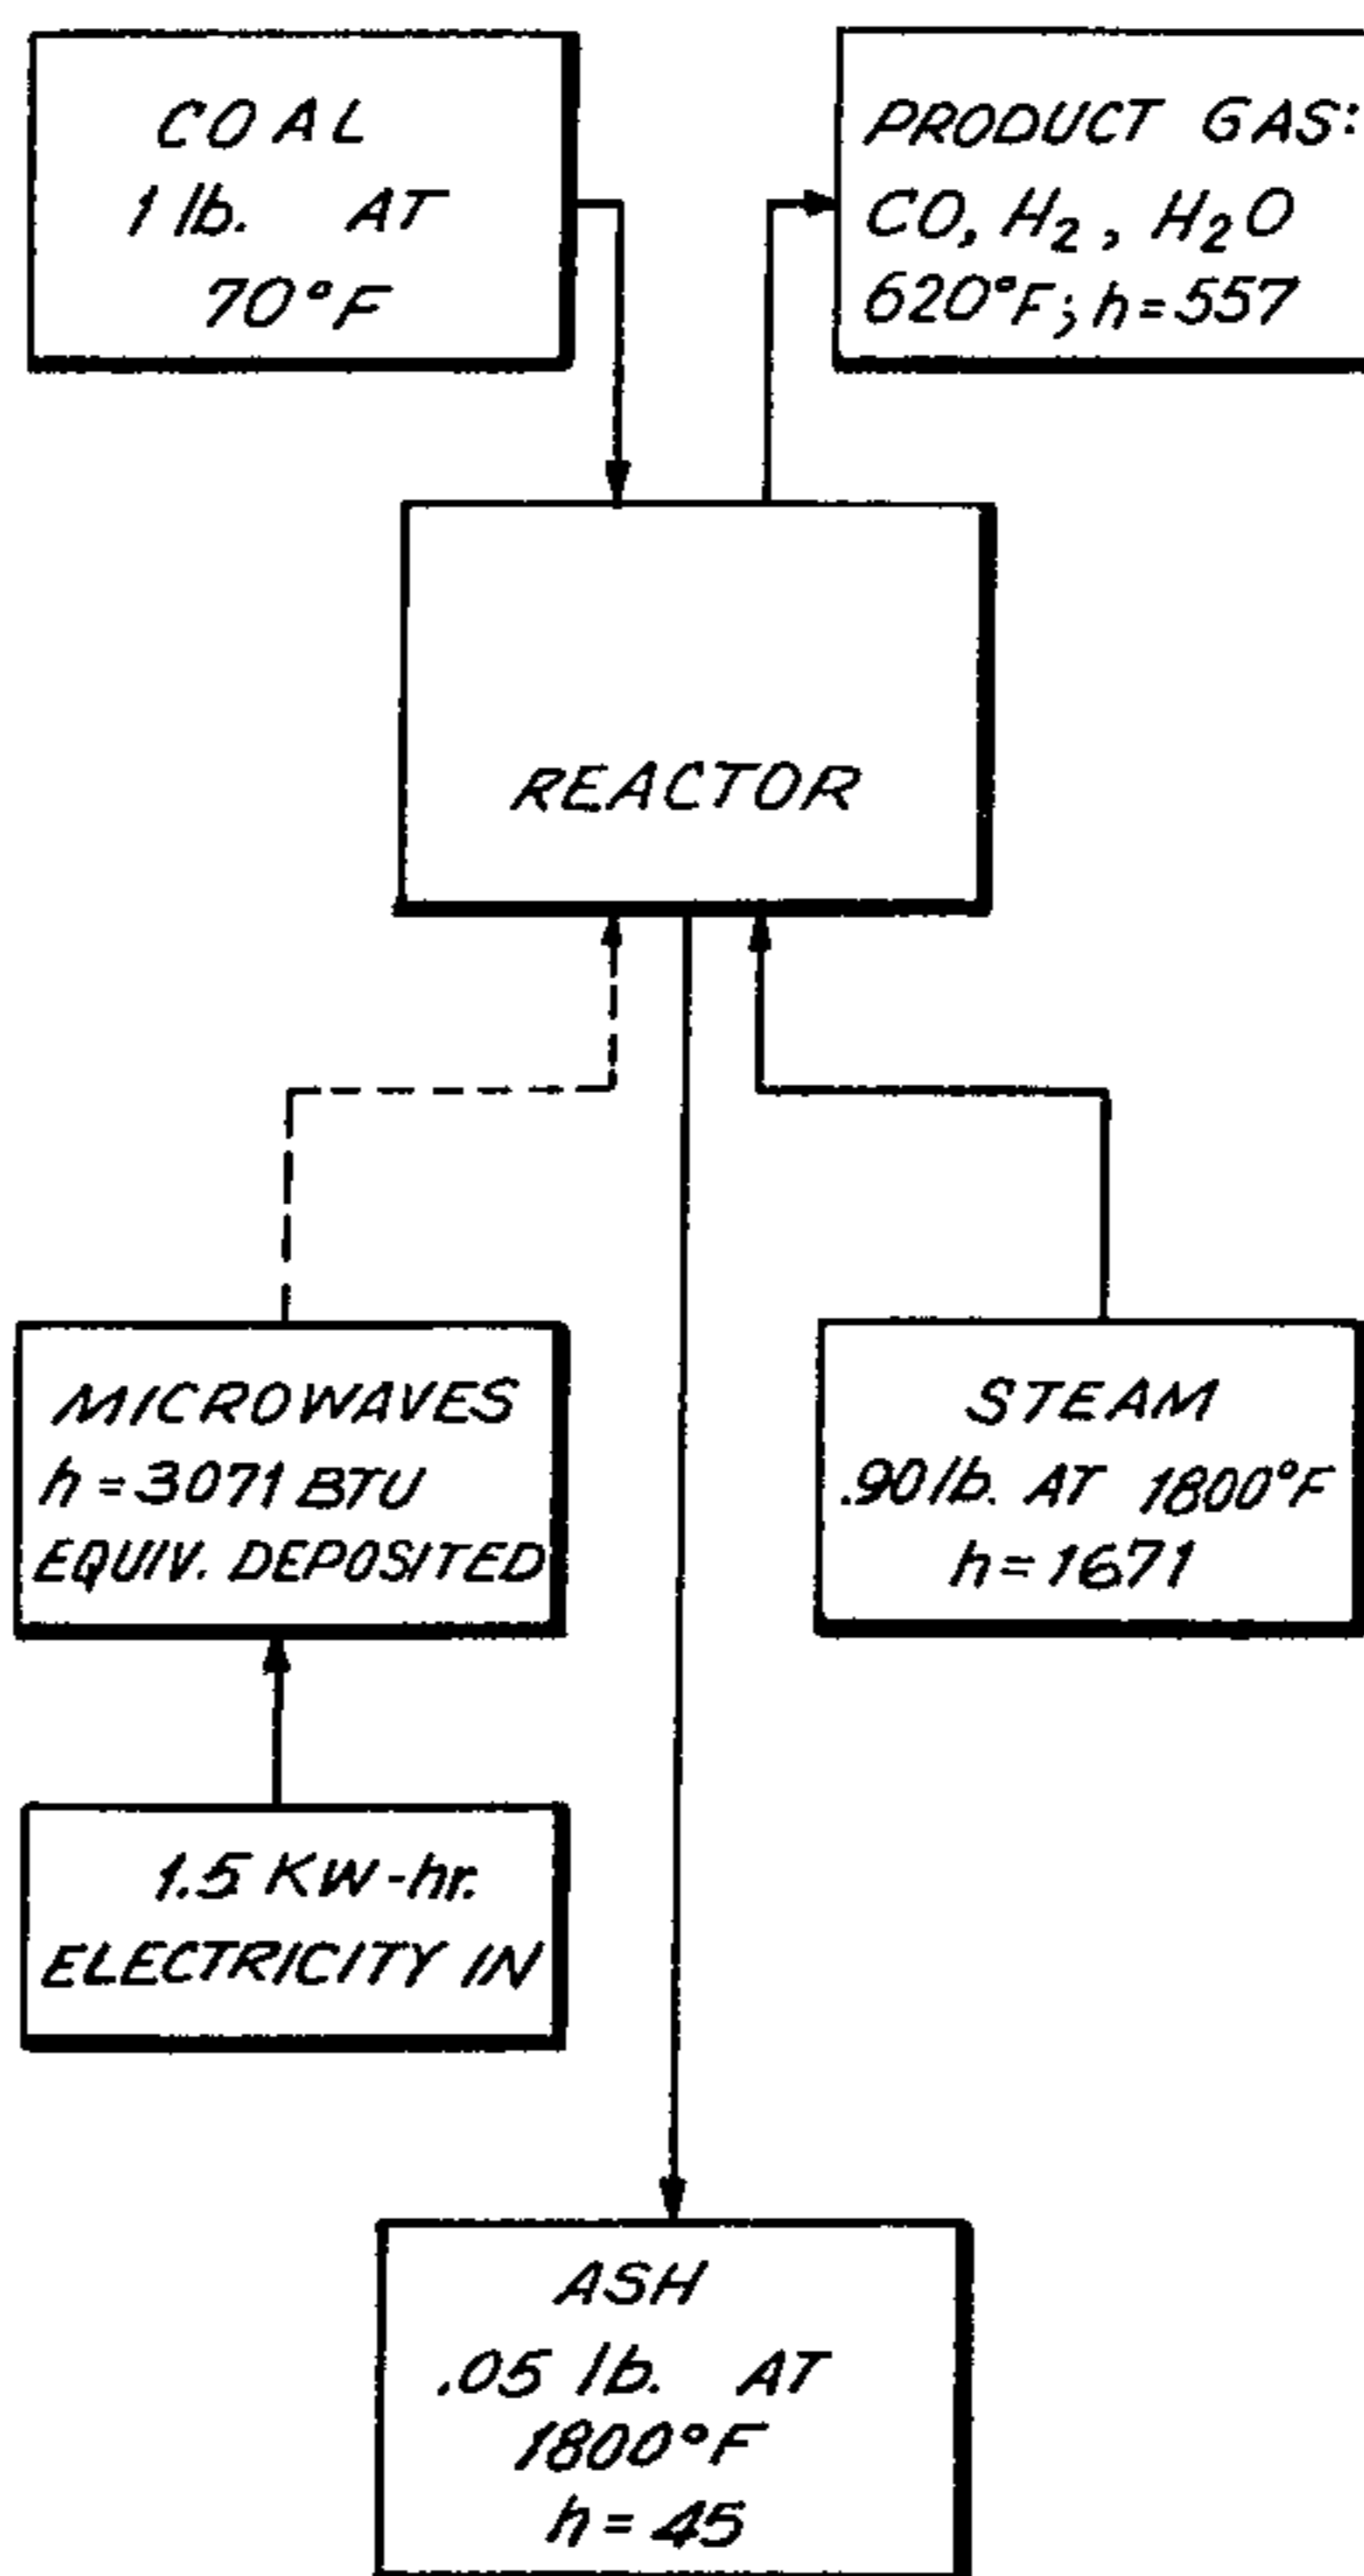 COAL
1 lb. AT
70°F
PRODUCT GAS:
CO, H₂, H₂O
620°F; h=557
REACTOR
MICROWAVES
h=3071 BTU
EQUIV. DEPOSITED
STEAM
.90 lb. AT 1800°F
h=1671
1.5 KW-hr.
ELECTRICITY IN
ASH
.05 lb. AT
1800°F
h=45